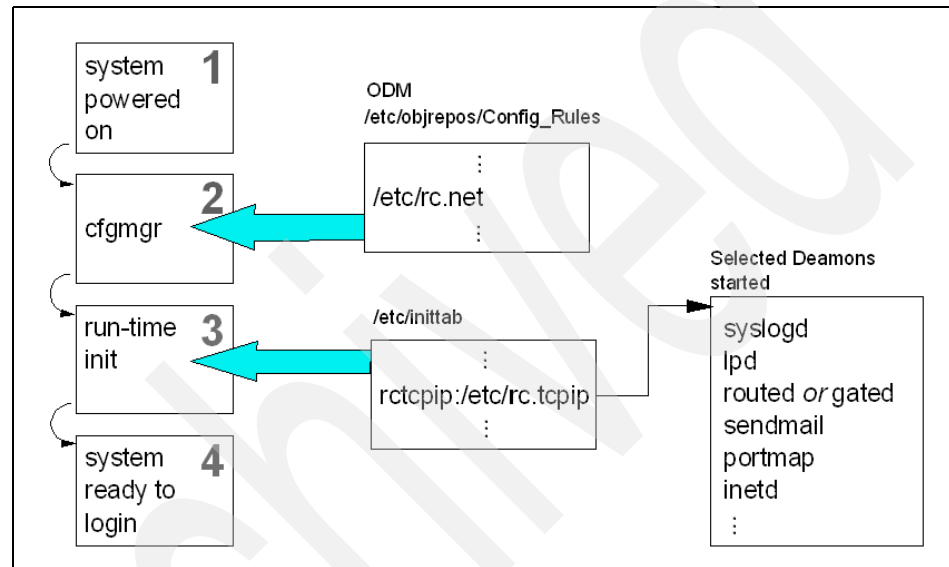 system 1
powered
on
2
cfgmgr
run-time 3
init
system 4
ready to
login
ODM
/etc/objrepos/Config_Rules
⋮
/etc/rc.net
⋮
/etc/inittab
⋮
rctcpip:/etc/rc.tcpip
⋮
Selected Deamons
started
syslogd
lpd
routed or gated
sendmail
portmap
inetd
⋮